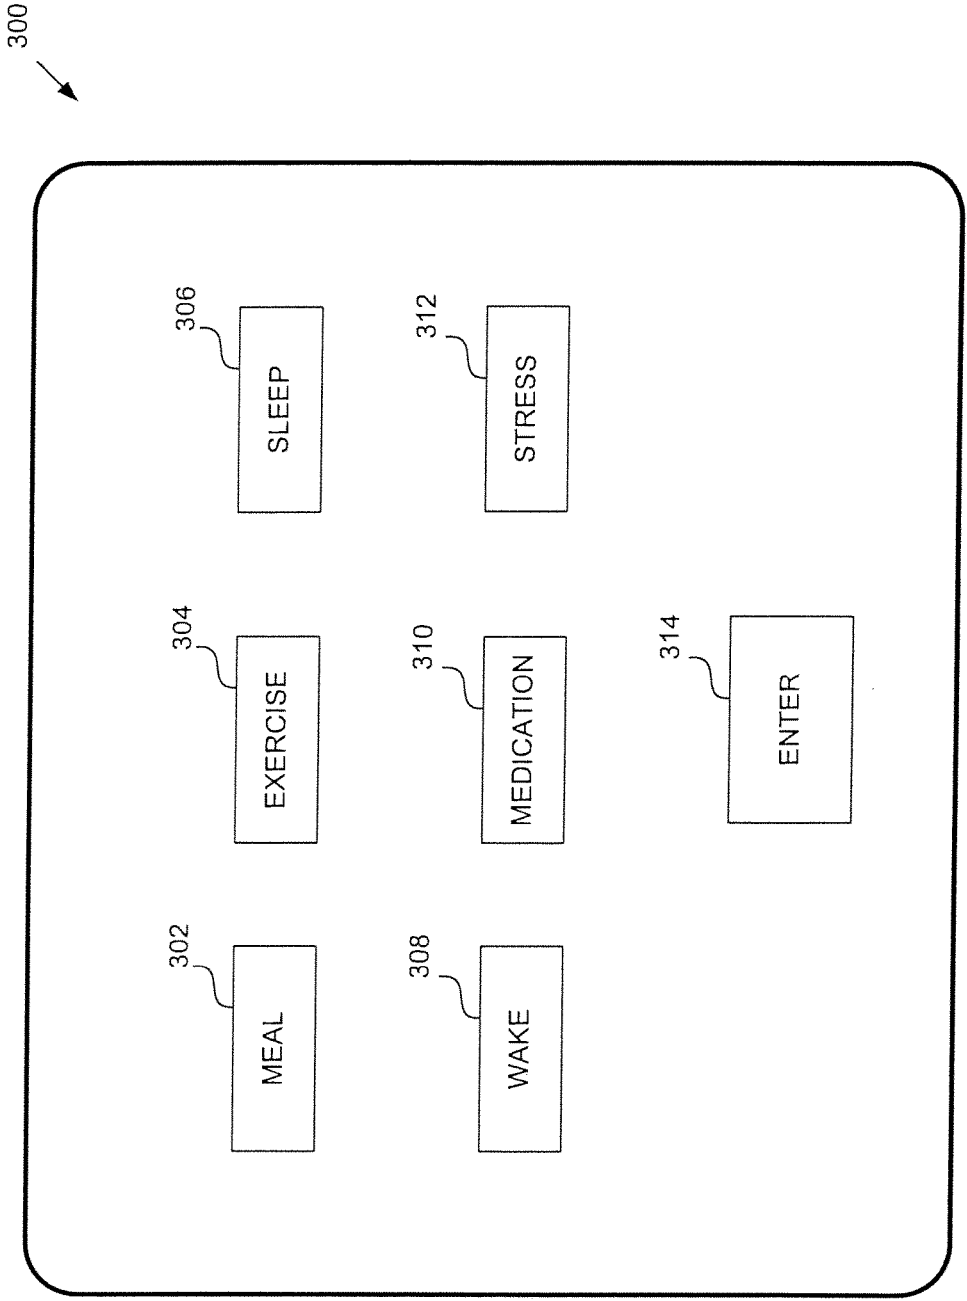 300
302
MEAL
304
EXERCISE
306
SLEEP
308
WAKE
310
MEDICATION
312
STRESS
314
ENTER